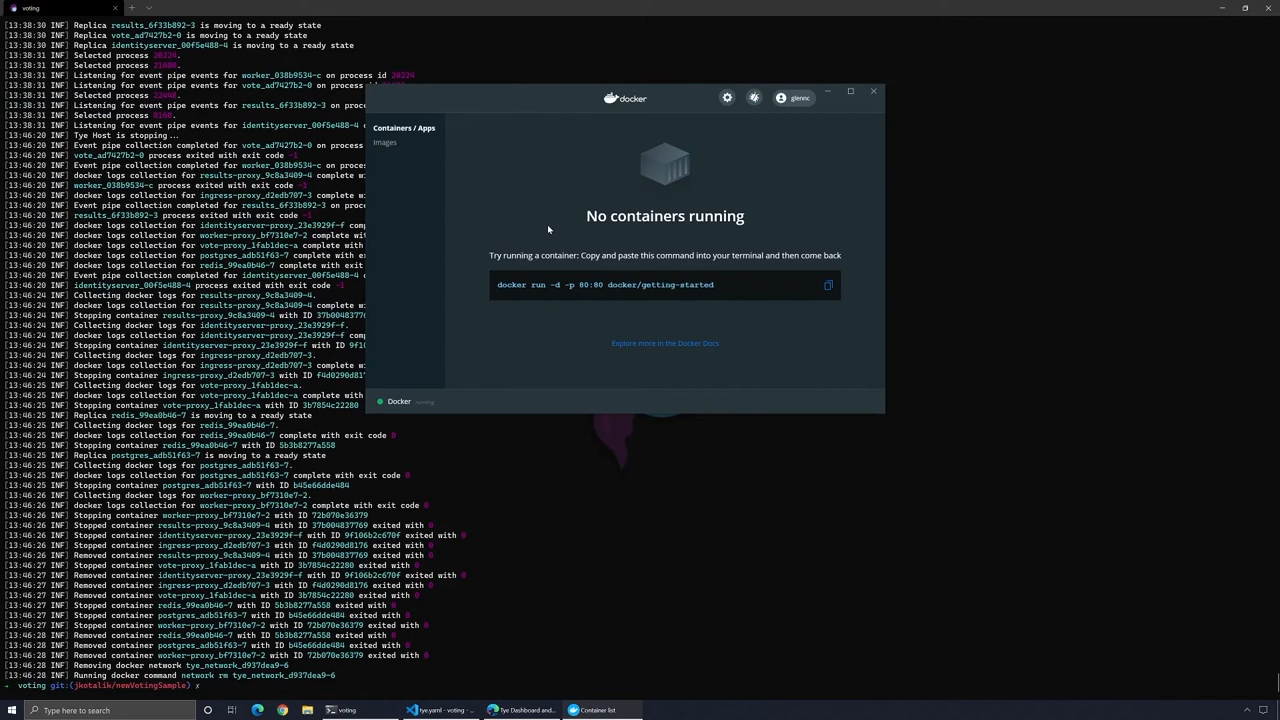 voting
[13:38:30 INF] Replica results_6f33b892-3 is moving to a ready state
[13:38:30 INF] Replica vote_ad7427b2-0 is moving to a ready state
[13:38:30 INF] Replica identityserver_00f5e488-4 is moving to a ready state
[13:38:31 INF] Selected process 20224.
[13:38:31 INF] Selected process 21608.
[13:38:31 INF] Listening for event pipe events for worker_038b9534-c on process id 20224
[13:38:31 INF] Listening for event pipe events for vote_ad7427b2-0 on process id
[13:38:31 INF] Selected process 22448.
[13:38:31 INF] Listening for event pipe events for results_6f33b892-3 on process
[13:38:31 INF] Selected process 8168.
[13:38:31 INF] Listening for event pipe events for identityserver_00f5e488-4
[13:46:20 INF] Tye Host is stopping...
[13:46:20 INF] Event pipe collection completed for vote_ad7427b2-0 on process
[13:46:20 INF] vote_ad7427b2-0 process exited with exit code -1
[13:46:20 INF] Event pipe collection completed for worker_038b9534-c on proces
[13:46:20 INF] docker logs collection for results-proxy_9c8a3409-4 complete wi
[13:46:20 INF] worker_038b9534-c process exited with exit code -1
[13:46:20 INF] docker logs collection for ingress-proxy_d2edb707-3 complete wi
[13:46:20 INF] Event pipe collection completed for results_6f33b892-3 on proce
[13:46:20 INF] results_6f33b892-3 process exited with exit code -1
[13:46:20 INF] docker logs collection for identityserver-proxy_23e3929f-f comp
[13:46:20 INF] docker logs collection for worker-proxy_bf7310e7-2 complete wit
[13:46:20 INF] docker logs collection for vote-proxy_1fab1dec-a complete with
[13:46:20 INF] docker logs collection for postgres_adb51f63-7 complete with ex
[13:46:20 INF] docker logs collection for redis_99ea0b46-7 complete with exit
[13:46:20 INF] Event pipe collection completed for identityserver_00f5e488-4
[13:46:20 INF] identityserver_00f5e488-4 process exited with exit code -1
[13:46:24 INF] Collecting docker logs for results-proxy_9c8a3409-4.
[13:46:24 INF] docker logs collection for results-proxy_9c8a3409-4 complete wi
[13:46:24 INF] Stopping container results-proxy_9c8a3409-4 with ID 37b00483776
[13:46:24 INF] Collecting docker logs for identityserver-proxy_23e3929f-f.
[13:46:24 INF] docker logs collection for identityserver-proxy_23e3929f-f comp
[13:46:24 INF] Stopping container identityserver-proxy_23e3929f-f with ID 9f10
[13:46:24 INF] Collecting docker logs for ingress-proxy_d2edb707-3.
[13:46:24 INF] docker logs collection for ingress-proxy_d2edb707-3 complete wi
[13:46:24 INF] Stopping container ingress-proxy_d2edb707-3 with ID f4d0290d81
[13:46:25 INF] Collecting docker logs for vote-proxy_1fab1dec-a.
[13:46:25 INF] docker logs collection for vote-proxy_1fab1dec-a complete with
[13:46:25 INF] Stopping container vote-proxy_1fab1dec-a with ID 3b7854c22280
[13:46:25 INF] Replica redis_99ea0b46-7 is moving to a ready state
[13:46:25 INF] Collecting docker logs for redis_99ea0b46-7.
[13:46:25 INF] docker logs collection for redis_99ea0b46-7 complete with exit code 0
[13:46:25 INF] Stopping container redis_99ea0b46-7 with ID 5b3b8277a558
[13:46:25 INF] Replica postgres_adb51f63-7 is moving to a ready state
[13:46:25 INF] Collecting docker logs for postgres_adb51f63-7.
[13:46:25 INF] docker logs collection for postgres_adb51f63-7 complete with exit code 0
[13:46:25 INF] Stopping container postgres_adb51f63-7 with ID b45e66dde484
[13:46:26 INF] Collecting docker logs for worker-proxy_bf7310e7-2.
[13:46:26 INF] docker logs collection for worker-proxy_bf7310e7-2 complete with exit code 0
[13:46:26 INF] Stopping container worker-proxy_bf7310e7-2 with ID 72b070e36379
[13:46:26 INF] Stopped container results-proxy_9c8a3409-4 with ID 37b004837769 exited with 0
[13:46:26 INF] Stopped container identityserver-proxy_23e3929f-f with ID 9f106b2c670f exited with 0
[13:46:26 INF] Stopped container ingress-proxy_d2edb707-3 with ID f4d0290d8176 exited with 0
[13:46:26 INF] Removed container results-proxy_9c8a3409-4 with ID 37b004837769 exited with 0
[13:46:27 INF] Stopped container vote-proxy_1fab1dec-a with ID 3b7854c22280 exited with 0
[13:46:27 INF] Removed container identityserver-proxy_23e3929f-f with ID 9f106b2c670f exited with 0
[13:46:27 INF] Removed container ingress-proxy_d2edb707-3 with ID f4d0290d8176 exited with 0
[13:46:27 INF] Removed container vote-proxy_1fab1dec-a with ID 3b7854c22280 exited with 0
[13:46:27 INF] Stopped container redis_99ea0b46-7 with ID 5b3b8277a558 exited with 0
[13:46:27 INF] Stopped container postgres_adb51f63-7 with ID b45e66dde484 exited with 0
[13:46:27 INF] Stopped container worker-proxy_bf7310e7-2 with ID 72b070e36379 exited with 0
[13:46:28 INF] Removed container redis_99ea0b46-7 with ID 5b3b8277a558 exited with 0
[13:46:28 INF] Removed container postgres_adb51f63-7 with ID b45e66dde484 exited with 0
[13:46:28 INF] Removed container worker-proxy_bf7310e7-2 with ID 72b070e36379 exited with 0
[13:46:28 INF] Removing docker network tye_network_d937dea9-6
[13:46:28 INF] Running docker command network rm tye_network_d937dea9-6
→ voting git:(jkotalik/newVotingSample) ✗
docker
glennc
Containers / Apps
Images
No containers running
Try running a container: Copy and paste this command into your terminal and then come back
docker run -d -p 80:80 docker/getting-started
Explore more in the Docker Docs
Docker running
Type here to search
voting
tye.yaml - voting - ...
Tye Dashboard and...
Container list